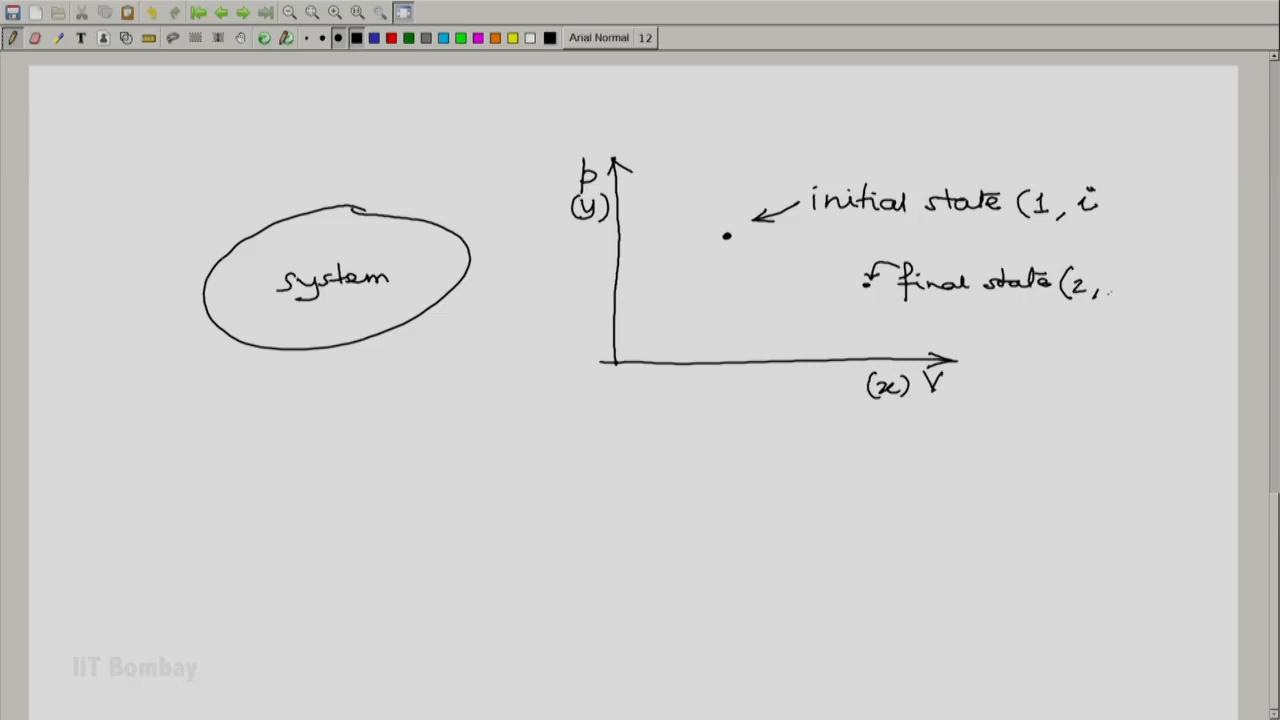 Arial Normal 12
p
(y)
initial state (1, i
system
final state (2,
(x) V
IIT Bombay